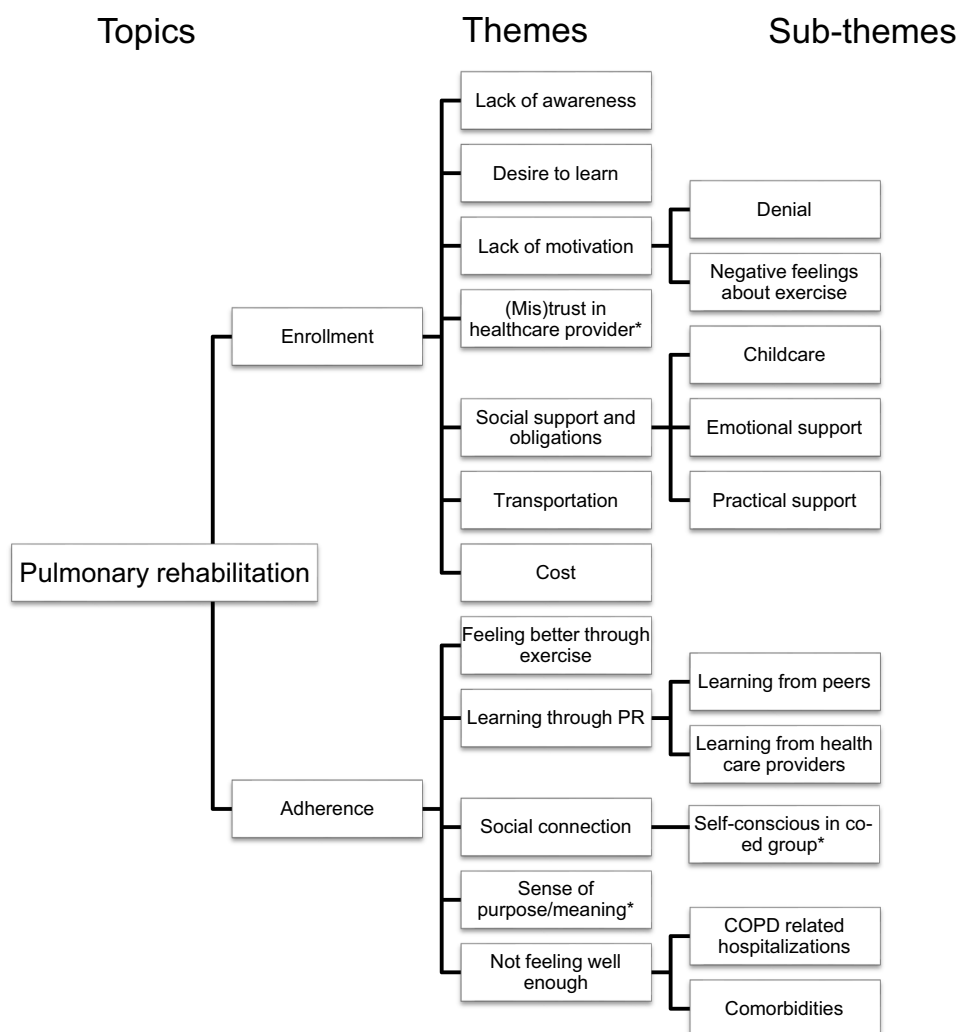 Topics
Themes
Sub-themes
Pulmonary rehabilitation
Enrollment
Lack of awareness
Desire to learn
Lack of motivation
Denial
Negative feelings
about exercise
(Mis)trust in
healthcare provider*
Social support and
obligations
Childcare
Emotional support
Practical support
Transportation
Cost
Adherence
Feeling better through
exercise
Learning through PR
Learning from peers
Learning from health
care providers
Social connection
Self-conscious in co-
ed group*
Sense of
purpose/meaning*
Not feeling well
enough
COPD related
hospitalizations
Comorbidities